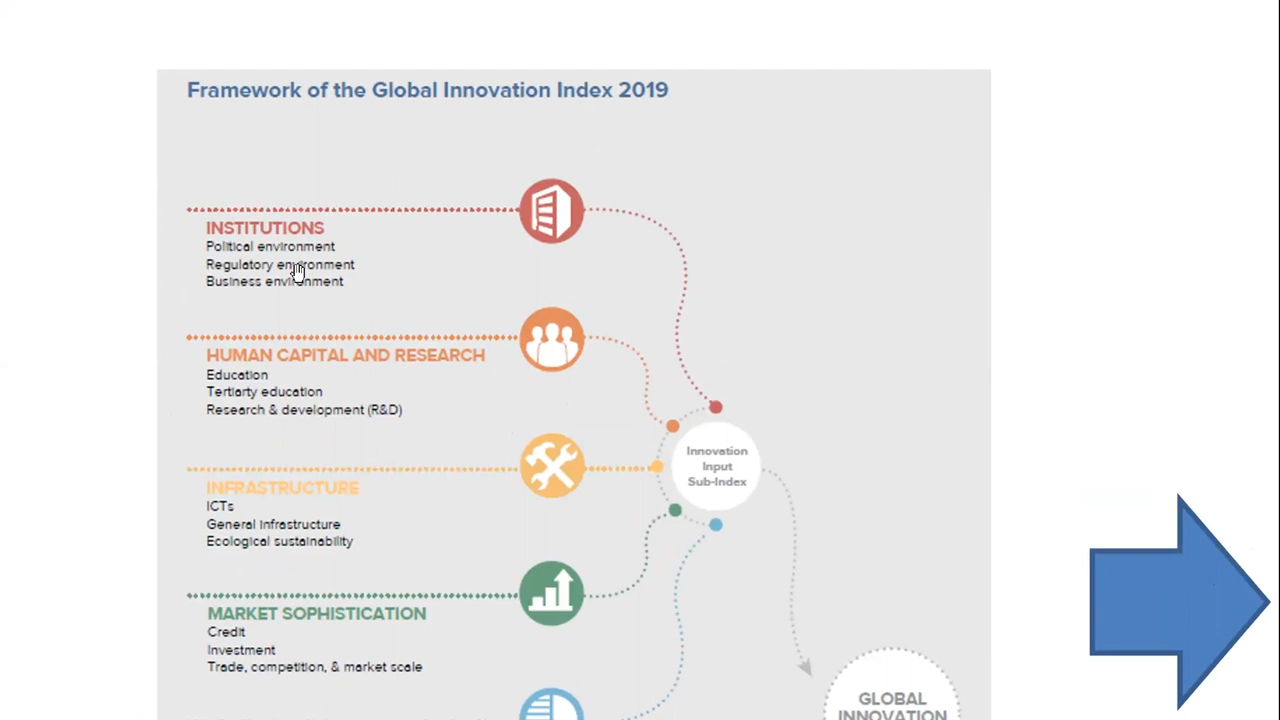 Framework of the Global Innovation Index 2019
INSTITUTIONS
Political environment
Regulatory environment
Business environment
HUMAN CAPITAL AND RESEARCH
Education
Tertiarty education
Research & development (R&D)
Innovation
Input
Sub-Index
INFRASTRUCTURE
ICTs
General infrastructure
Ecological sustainability
MARKET SOPHISTICATION
Credit
Investment
Trade, competition, & market scale
GLOBAL
INNOVATION